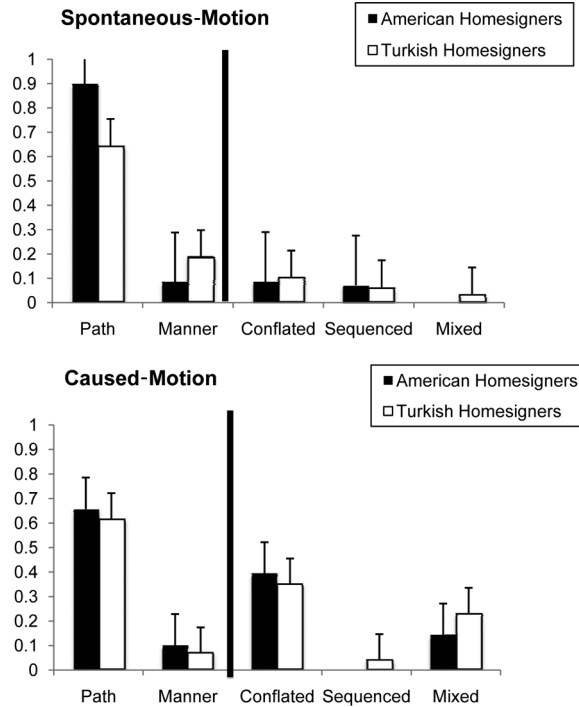 Spontaneous-Motion
American Homesigners
Turkish Homesigners
1
0.9
0.8
0.7
0.6
0.5
0.4
0.3
0.2
0.1
0
Path Manner Conflated Sequenced Mixed
Caused-Motion
American Homesigners
Turkish Homesigners
1
0.9
0.8
0.7
0.6
0.5
0.4
0.3
0.2
0.1
0
Path Manner Conflated Sequenced Mixed